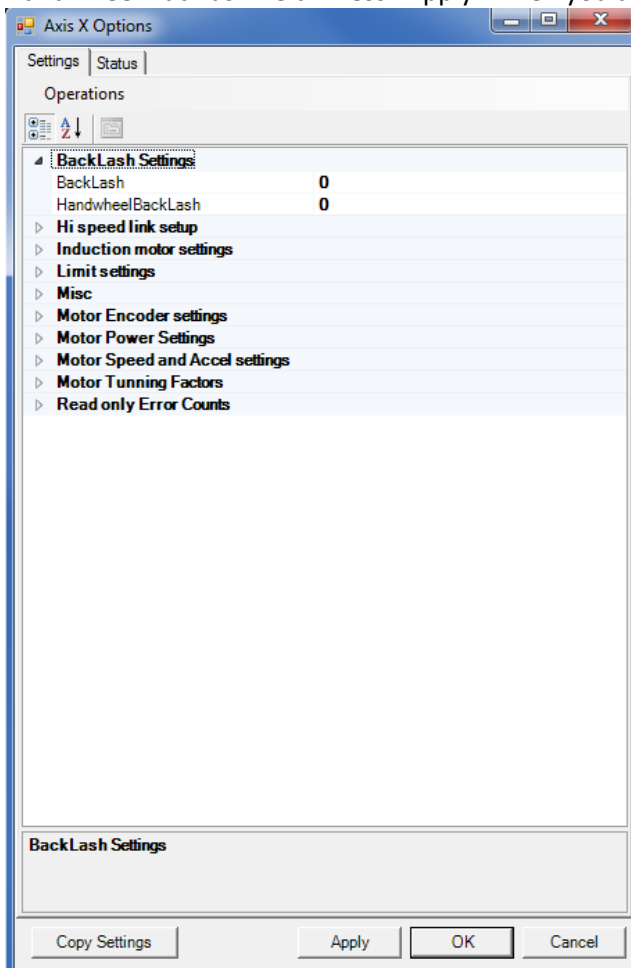 Axis X Options
Settings Status
Operations
BackLash Settings
BackLash 0
HandwheelBackLash 0
Hi speed link setup
Induction motor settings
Limit settings
Misc
Motor Encoder settings
Motor Power Settings
Motor Speed and Accel settings
Motor Tunning Factors
Read only Error Counts
BackLash Settings
Copy Settings Apply OK Cancel